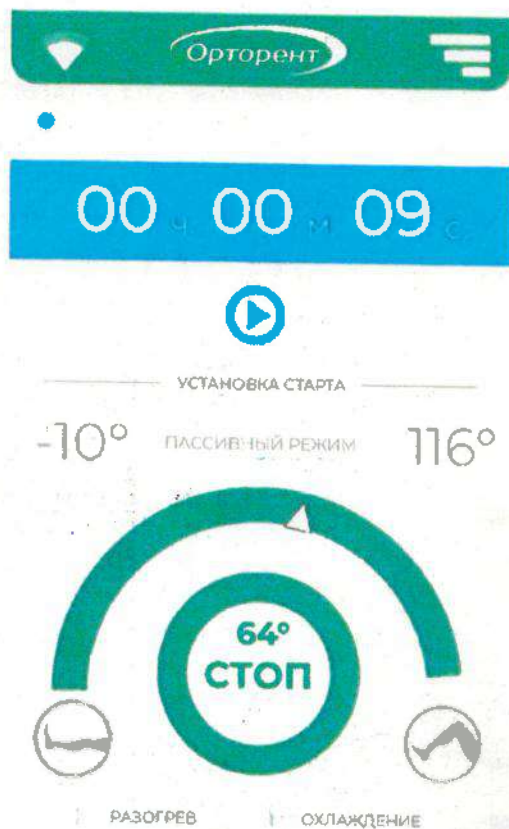 Орторент
00 ч 00 м 09 с
УСТАНОВКА СТАРТА
-10° ПАССИВНЫЙ РЕЖИМ 116°
64°
СТОП
РАЗОГРЕВ ОХЛАЖДЕНИЕ